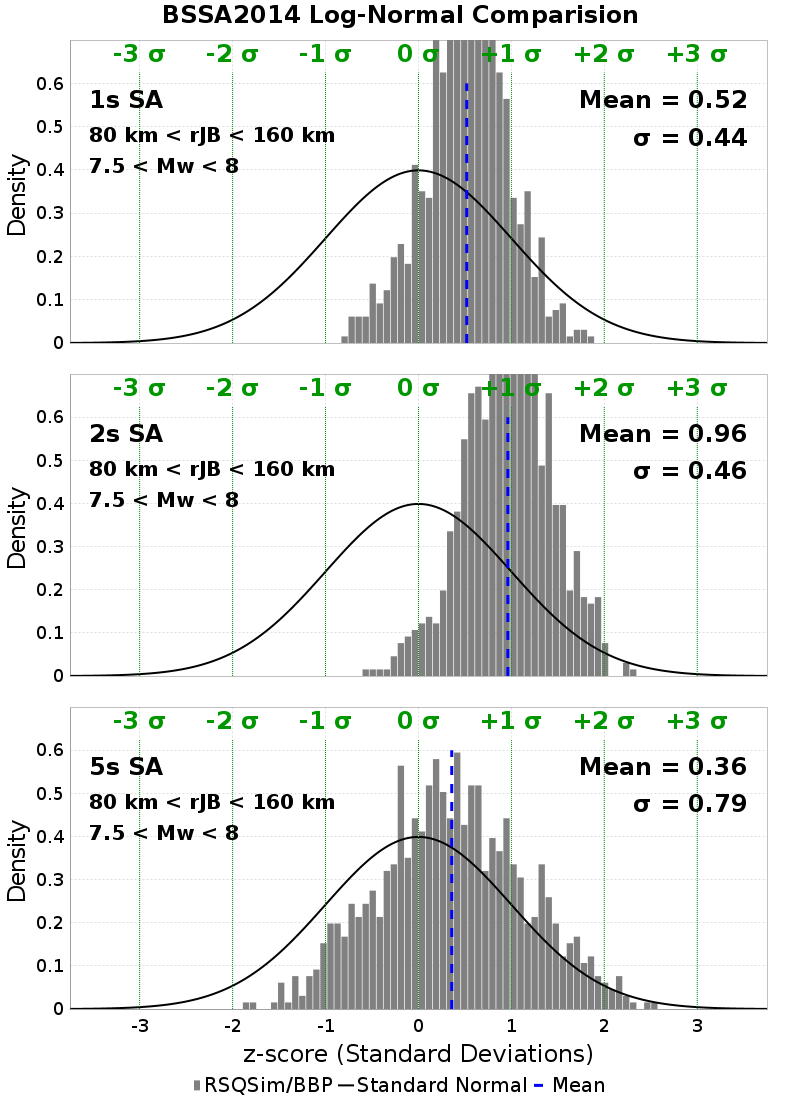 BSSA2014 Log-Normal Comparision
-3 σ -2 σ -1 σ 0 σ +1 σ +2 σ +3 σ
1s SA
Mean = 0.52
80 km < rJB < 160 km
σ = 0.44
7.5 < Mw < 8
0.6
0.5
0.4
0.3
0.2
0.1
0
Density
-3 σ -2 σ -1 σ 0 σ +1 σ +2 σ +3 σ
2s SA
Mean = 0.96
80 km < rJB < 160 km
σ = 0.46
7.5 < Mw < 8
0.6
0.5
0.4
0.3
0.2
0.1
0
Density
-3 σ -2 σ -1 σ 0 σ +1 σ +2 σ +3 σ
5s SA
Mean = 0.36
80 km < rJB < 160 km
σ = 0.79
7.5 < Mw < 8
0.6
0.5
0.4
0.3
0.2
0.1
0
Density
-3 -2 -1 0 1 2 3
z-score (Standard Deviations)
RSQSim/BBP Standard Normal Mean